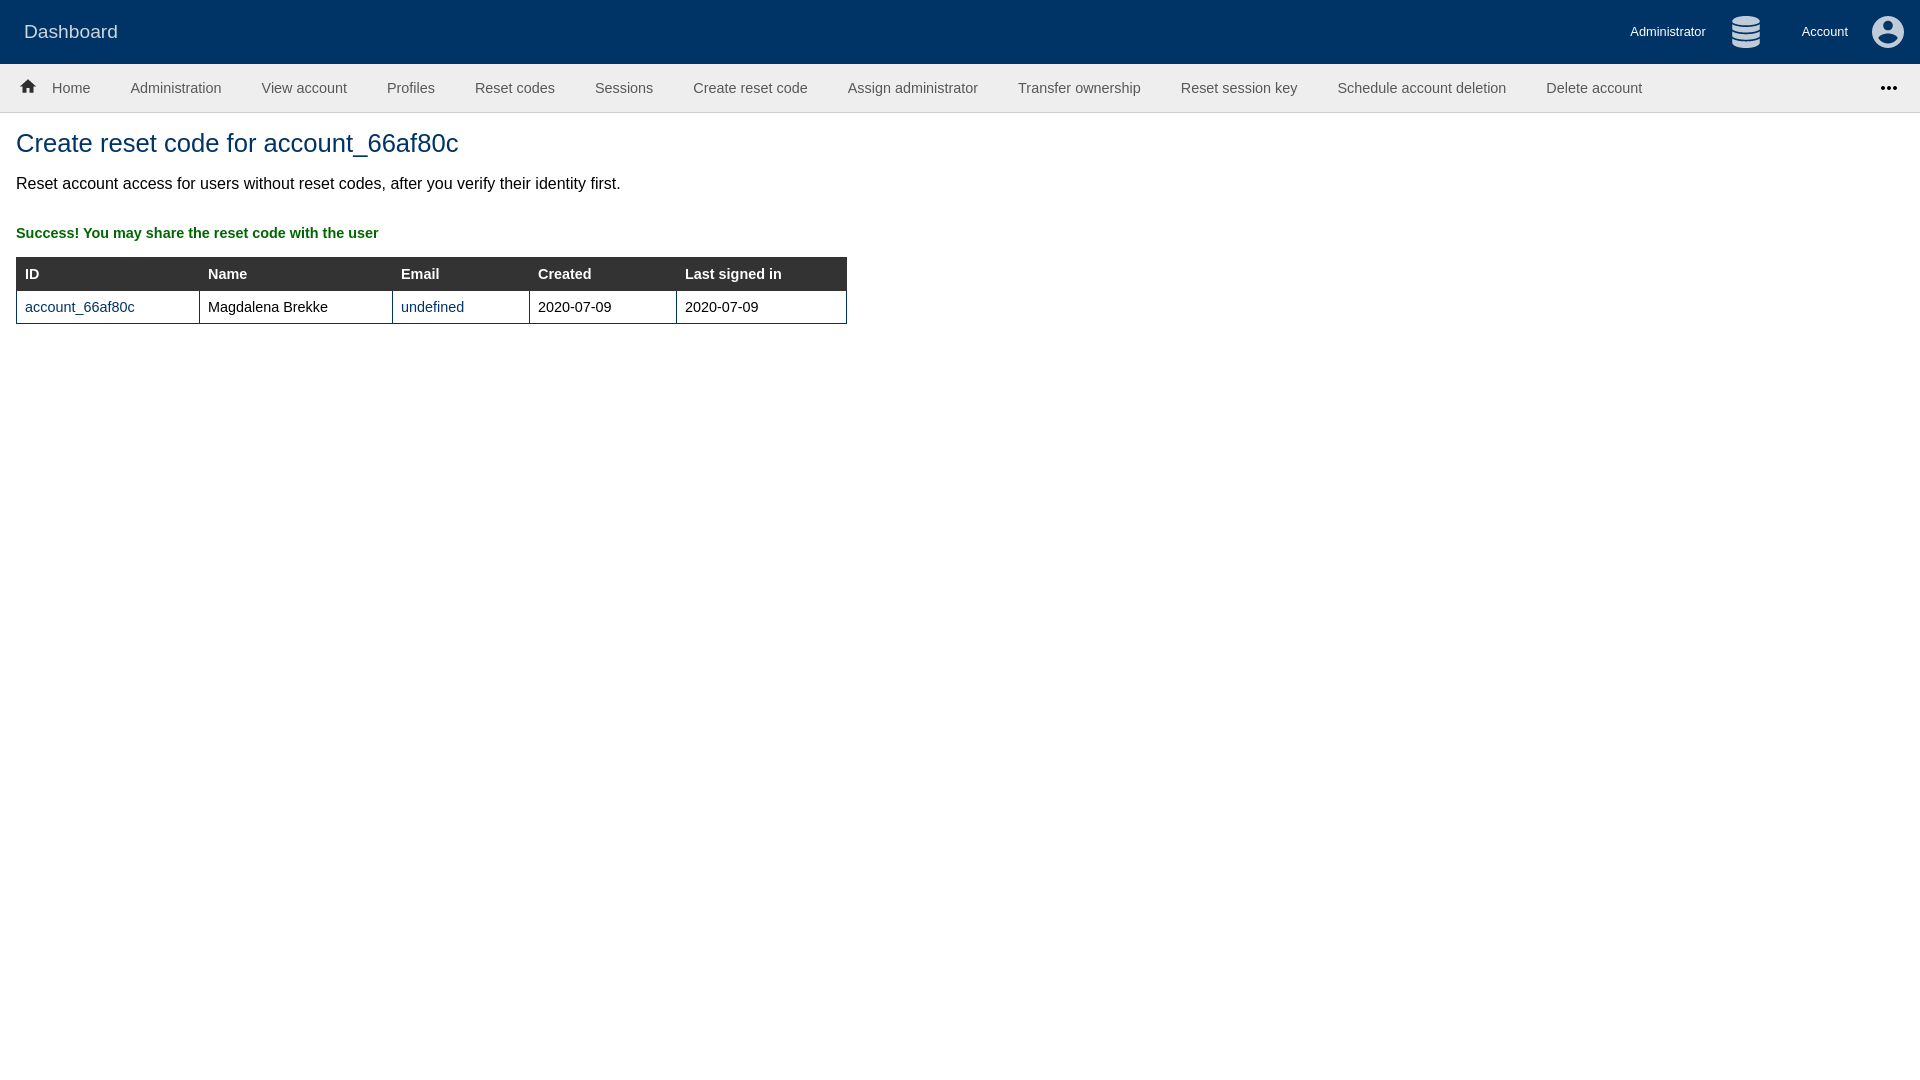 Dashboard
Administrator
Account
Home Administration View account Profiles Reset codes Sessions Create reset code Assign administrator Transfer ownership Reset session key Schedule account deletion Delete account
Create reset code for account_66af80c
Reset account access for users without reset codes, after you verify their identity first.
Success! You may share the reset code with the user
ID Name Email Created Last signed in
account_66af80c Magdalena Brekke undefined 2020-07-09 2020-07-09